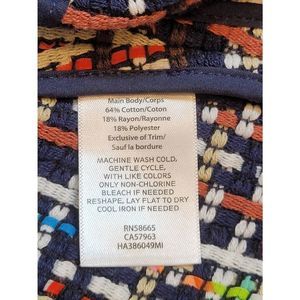 Main Body/Corps
64% Cotton/Coton
18% Rayon/Rayonne
18% Polyester
Exclusive of Trim/
Sauf la bordure
MACHINE WASH COLD,
GENTLE CYCLE,
WITH LIKE COLORS
ONLY NON-CHLORINE
BLEACH IF NEEDED
RESHAPE, LAY FLAT TO DRY
COOL IRON IF NEEDED
RN58665
CA57963
HA386049MI